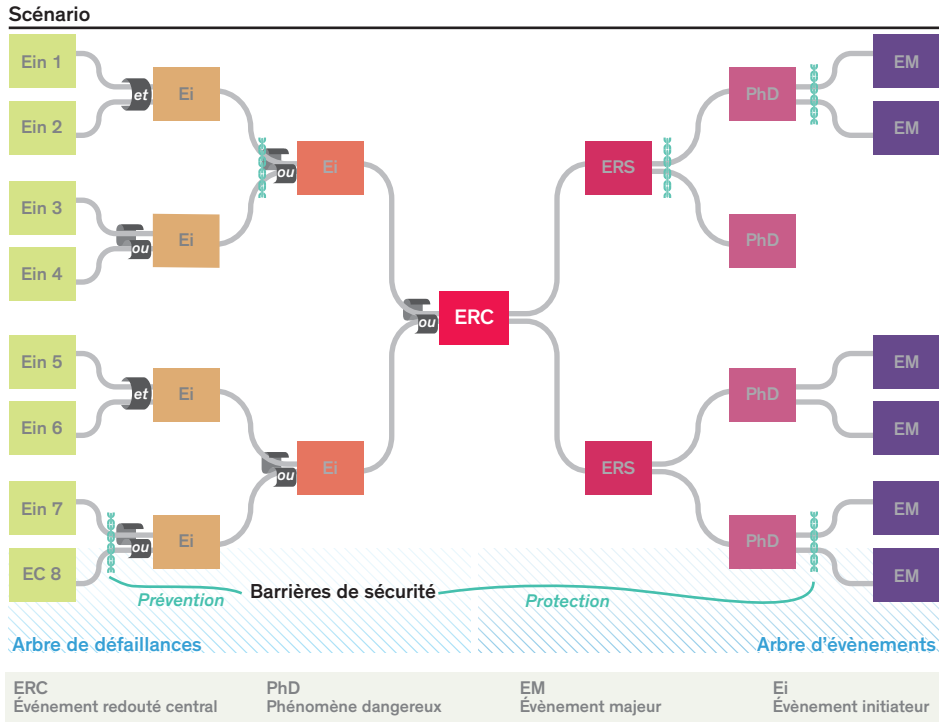 Scénario
Ein 1
Ein 2
Ein 3
Ein 4
Ein 5
Ein 6
Ein 7
EC 8
et
ou
et
ou
Ei
Ei
Ei
Ei
ou
ou
Ei
Ei
ou
ERC
ERS
ERS
PhD
PhD
PhD
PhD
EM
EM
EM
EM
EM
EM
Prévention
Barrières de sécurité
Protection
Arbre de défaillances
Arbre d'évènements
ERC
Événement redouté central
PhD
Phénomène dangereux
EM
Évènement majeur
Ei
Évènement initiateur